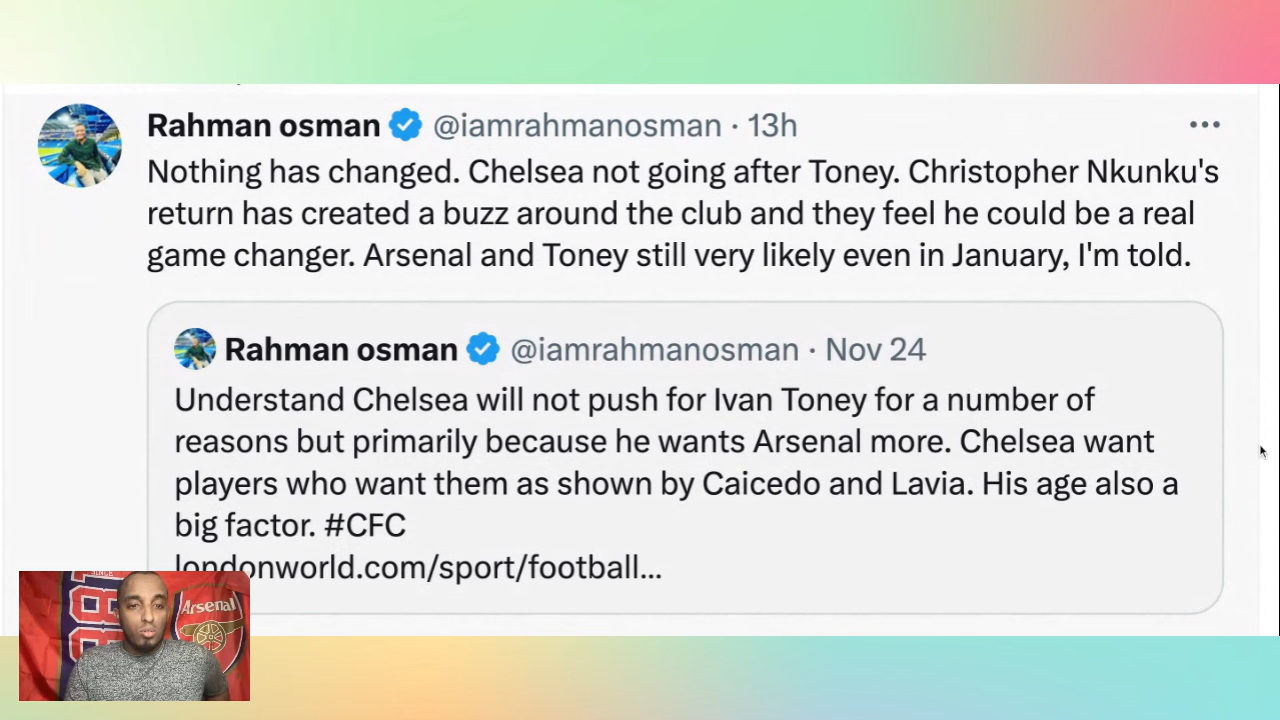 Rahman osman @iamrahmanosman · 13h
Nothing has changed. Chelsea not going after Toney. Christopher Nkunku's
return has created a buzz around the club and they feel he could be a real
game changer. Arsenal and Toney still very likely even in January, I'm told.
Rahman osman @iamrahmanosman · Nov 24
Understand Chelsea will not push for Ivan Toney for a number of
reasons but primarily because he wants Arsenal more. Chelsea want
players who want them as shown by Caicedo and Lavia. His age also a
big factor. #CFC
londonworld.com/sport/football...
SINCE
Arsenal